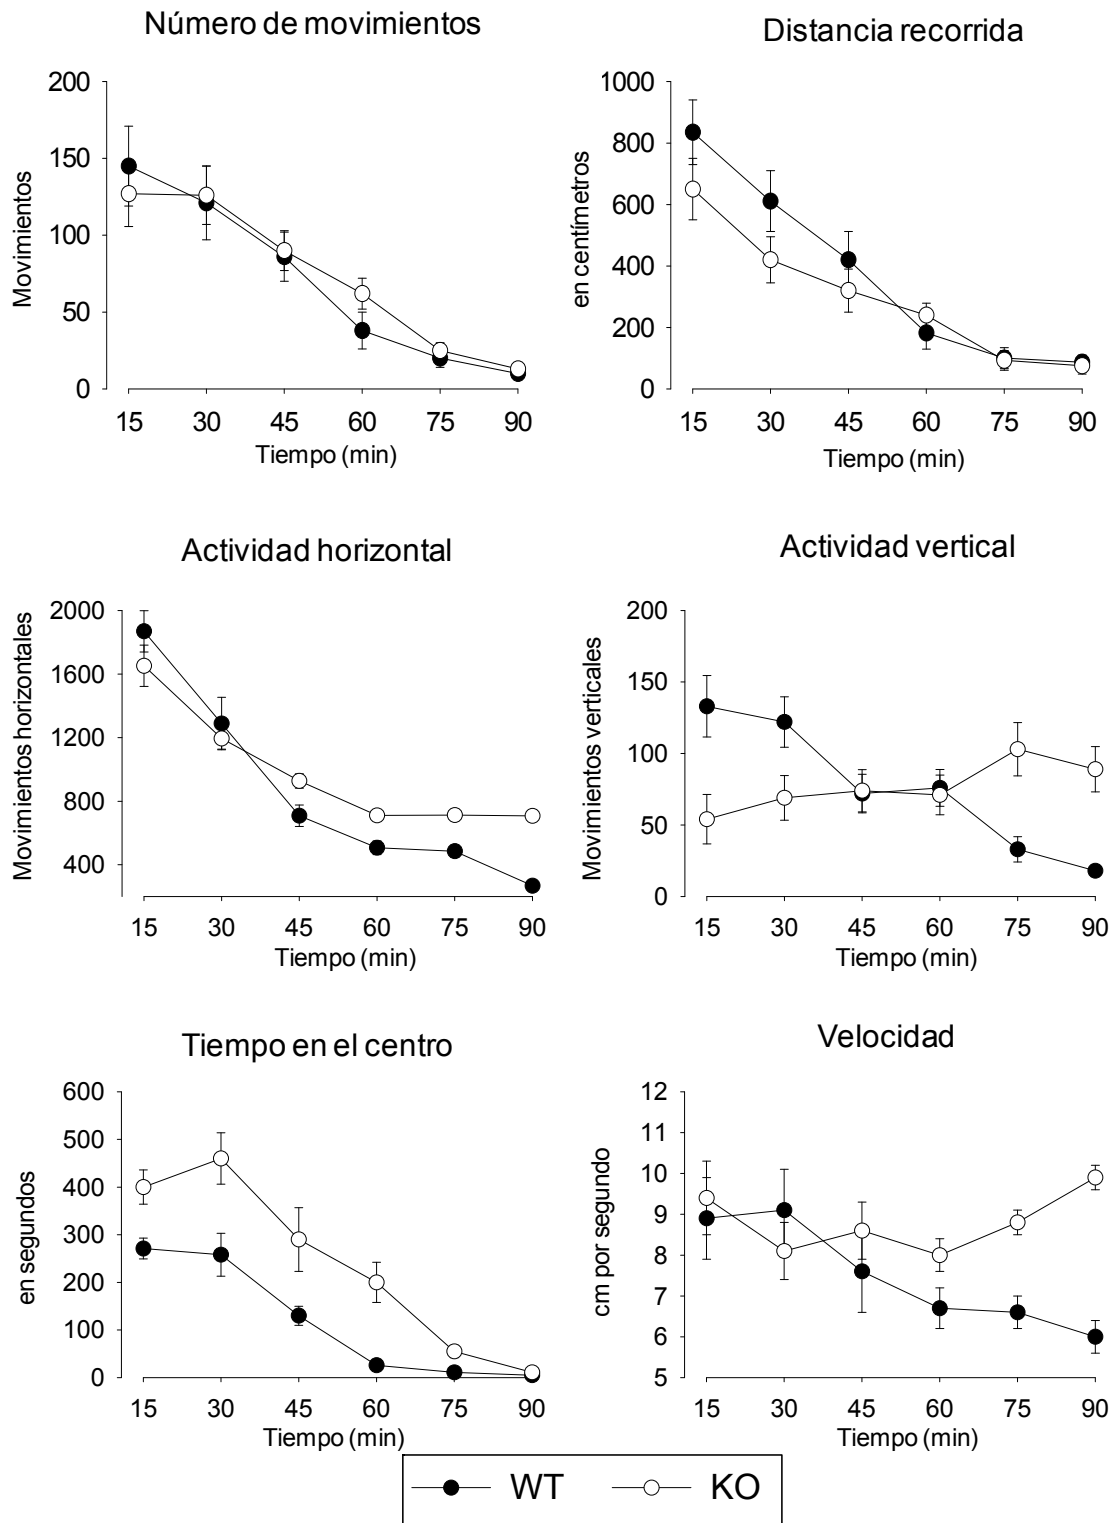 Número de movimientos
Movimientos
200
150
100
50
0
15 30 45 60 75 90
Tiempo (min)
Distancia recorrida
en centímetros
1000
800
600
400
200
0
15 30 45 60 75 90
Tiempo (min)
Actividad horizontal
Movimientos horizontales
2000
1600
1200
800
400
15 30 45 60 75 90
Tiempo (min)
Actividad vertical
Movimientos verticales
200
150
100
50
0
15 30 45 60 75 90
Tiempo (min)
Tiempo en el centro
en segundos
600
500
400
300
200
100
0
15 30 45 60 75 90
Tiempo (min)
Velocidad
cm por segundo
12
11
10
9
8
7
6
5
15 30 45 60 75 90
Tiempo (min)
WT KO